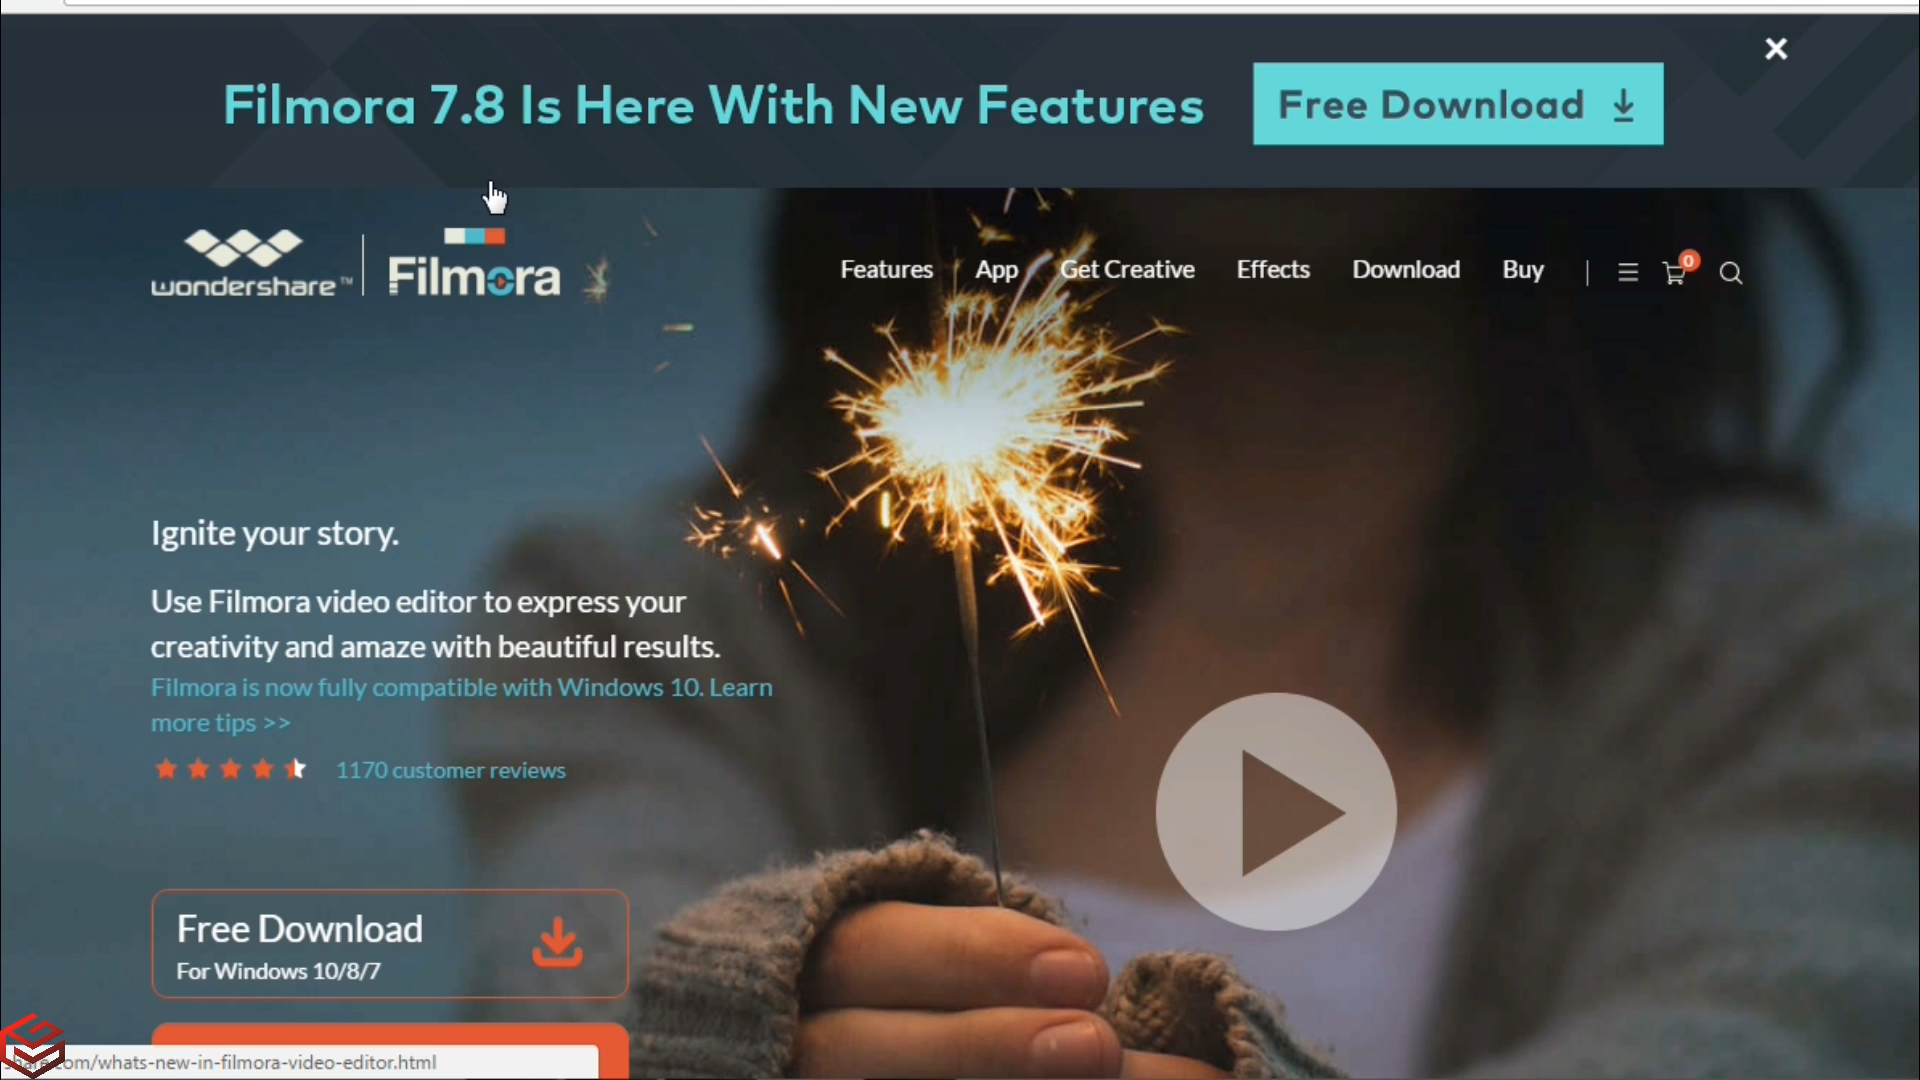 Filmora 7.8 Is Here With New Features
Free Download
wondershare™
Filmora
Features
App
Get Creative
Effects
Download
Buy
0
Ignite your story.
Use Filmora video editor to express your
creativity and amaze with beautiful results.
Filmora is now fully compatible with Windows 10. Learn
more tips >>
1170 customer reviews
Free Download
For Windows 10/8/7
share.com/whats-new-in-filmora-video-editor.html